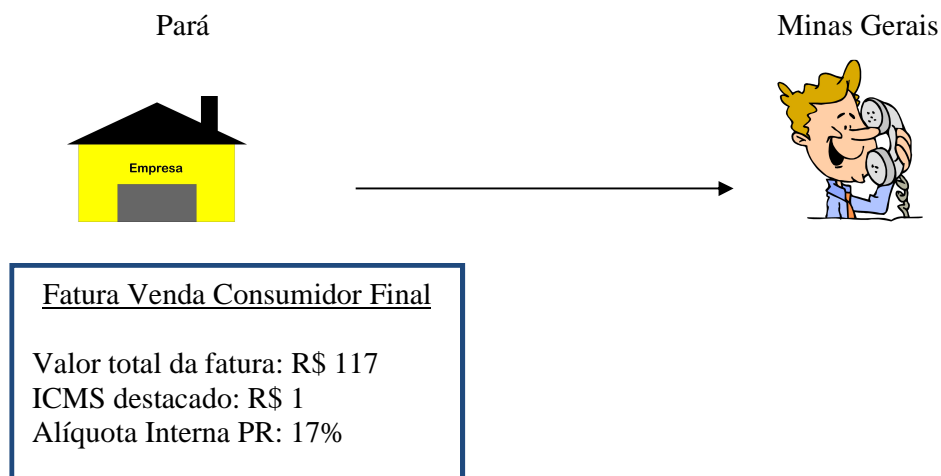 Pará
Minas Gerais
Empresa
Fatura Venda Consumidor Final
Valor total da fatura: R$ 117
ICMS destacado: R$ 1
Alíquota Interna PR: 17%